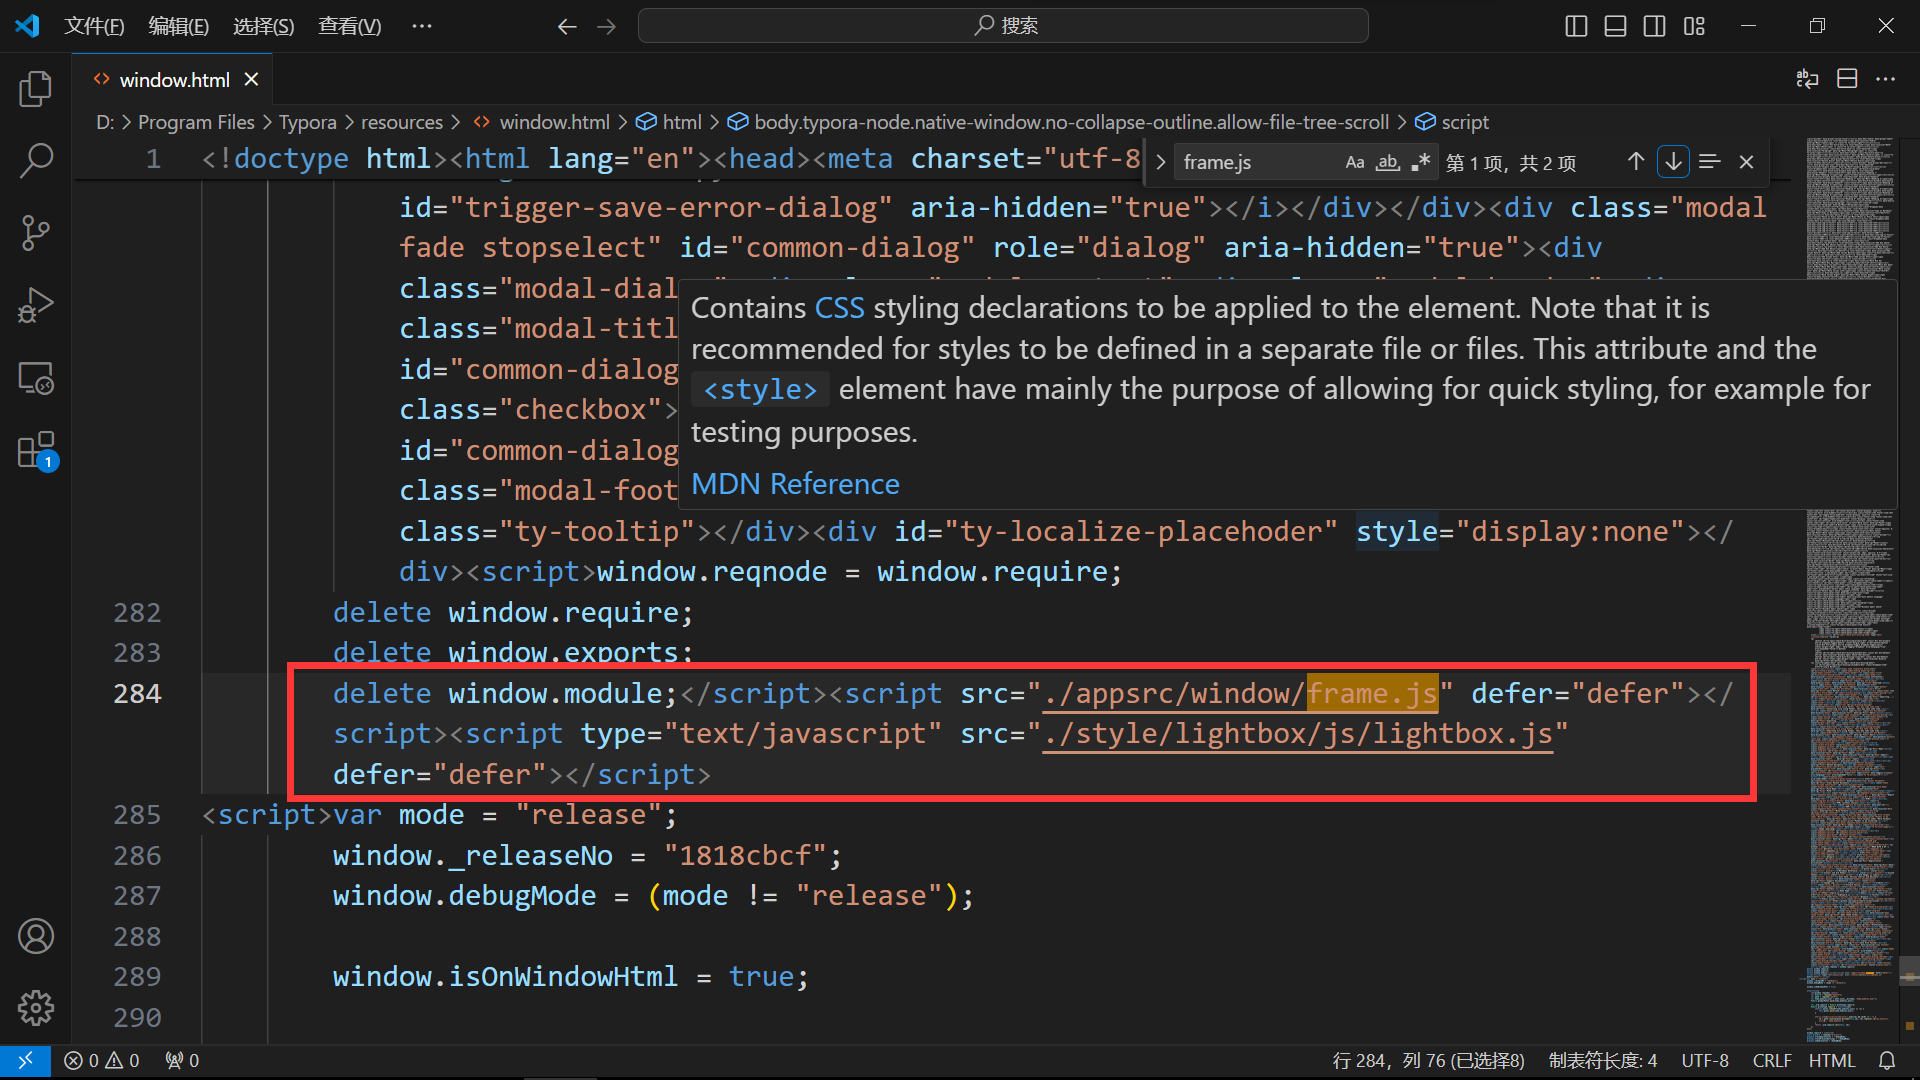 文件(F) 编辑(E) 选择(S) 查看(V) ··· 搜索
window.html
D: > Program Files > Typora > resources > window.html > html > body.typora-node.native-window.no-collapse-outline.allow-file-tree-scroll > script
1 <!doctype html><html lang="en"><head><meta charset="utf-8
frame.js Aa ab 第 1 项，共 2 项
id="trigger-save-error-dialog" aria-hidden="true"></i></div></div><div class="modal
fade stopselect" id="common-dialog" role="dialog" aria-hidden="true"><div
class="modal-dial
class="modal-titl
id="common-dialog
class="checkbox">
id="common-dialog
class="modal-foot
Contains CSS styling declarations to be applied to the element. Note that it is
recommended for styles to be defined in a separate file or files. This attribute and the
<style> element have mainly the purpose of allowing for quick styling, for example for
testing purposes.
MDN Reference
class="ty-tooltip"></div><div id="ty-localize-placehoder" style="display:none"></
div><script>window.reqnode = window.require;
282 delete window.require;
283 delete window.exports;
284 delete window.module;</script><script src="./appsrc/window/frame.js" defer="defer"></
script><script type="text/javascript" src="./style/lightbox/js/lightbox.js"
defer="defer"></script>
285 <script>var mode = "release";
286 window._releaseNo = "1818cbcf";
287 window.debugMode = (mode != "release");
288
289 window.isOnWindowHtml = true;
290
1
0 0 0 行 284，列 76 (已选择8) 制表符长度: 4 UTF-8 CRLF HTML